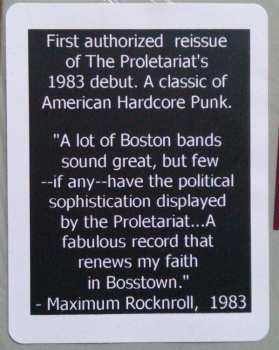 First authorized reissue
of The Proletariat's
1983 debut. A classic of
American Hardcore Punk.
"A lot of Boston bands
sound great, but few
--if any--have the political
sophistication displayed
by the Proletariat...A
fabulous record that
renews my faith
in Bosstown."
- Maximum Rocknroll, 1983